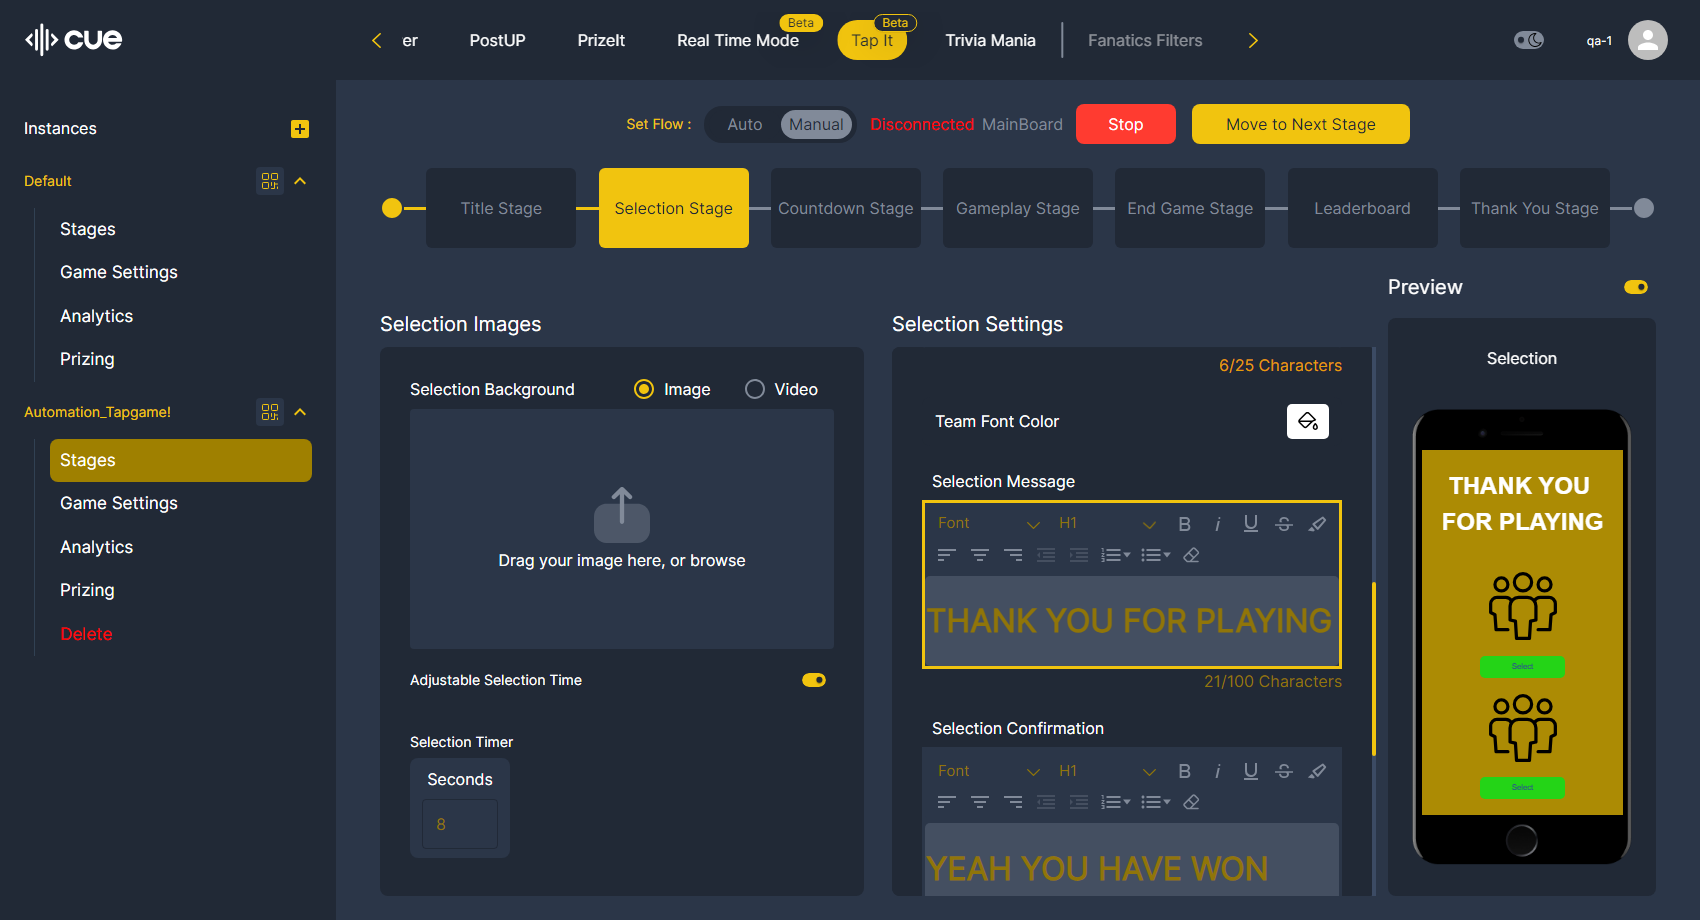 cue
er
PostUP
PrizeIt
Real Time Mode
Beta
Tap It
Beta
Trivia Mania
Fanatics Filters
qa-1
Instances
Default
Stages
Game Settings
Analytics
Prizing
Automation_Tapgame!
Stages
Game Settings
Analytics
Prizing
Delete
Set Flow :
Auto
Manual
Disconnected MainBoard
Stop
Move to Next Stage
Title Stage
Selection Stage
Countdown Stage
Gameplay Stage
End Game Stage
Leaderboard
Thank You Stage
Selection Images
Selection Background
Image
Video
Drag your image here, or browse
Adjustable Selection Time
Selection Timer
Seconds
8
Selection Settings
6/25 Characters
Team Font Color
Selection Message
Font
H1
B
i
U
S
THANK YOU FOR PLAYING
21/100 Characters
Selection Confirmation
Font
H1
B
i
U
S
YEAH YOU HAVE WON
Preview
Selection
THANK YOU
FOR PLAYING
Select
Select